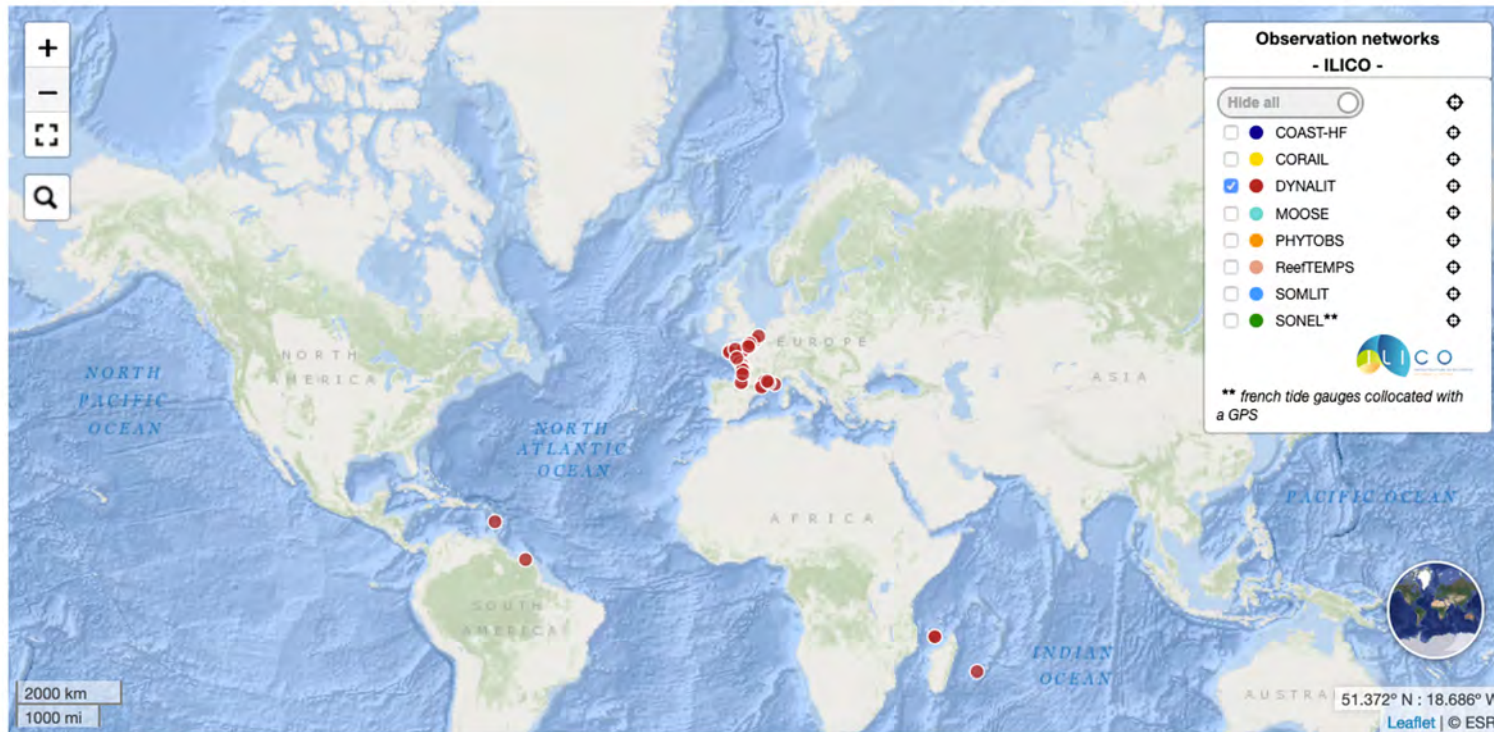 +
−
Observation networks
- ILICO -
Hide all
COAST-HF
CORAIL
DYNALIT
MOOSE
PHYTOBS
ReefTEMPS
SOMLIT
SONEL**
ILICO
** french tide gauges collocated with
a GPS
NORTH
PACIFIC
OCEAN
NORTH
AMERICA
NORTH
ATLANTIC
OCEAN
EUROPE
ASIA
AFRICA
PACIFIC OCEAN
SOUTH
AMERICA
INDIAN
OCEAN
AUSTRA
2000 km
1000 mi
51.372° N : 18.686° W
Leaflet | © ESR